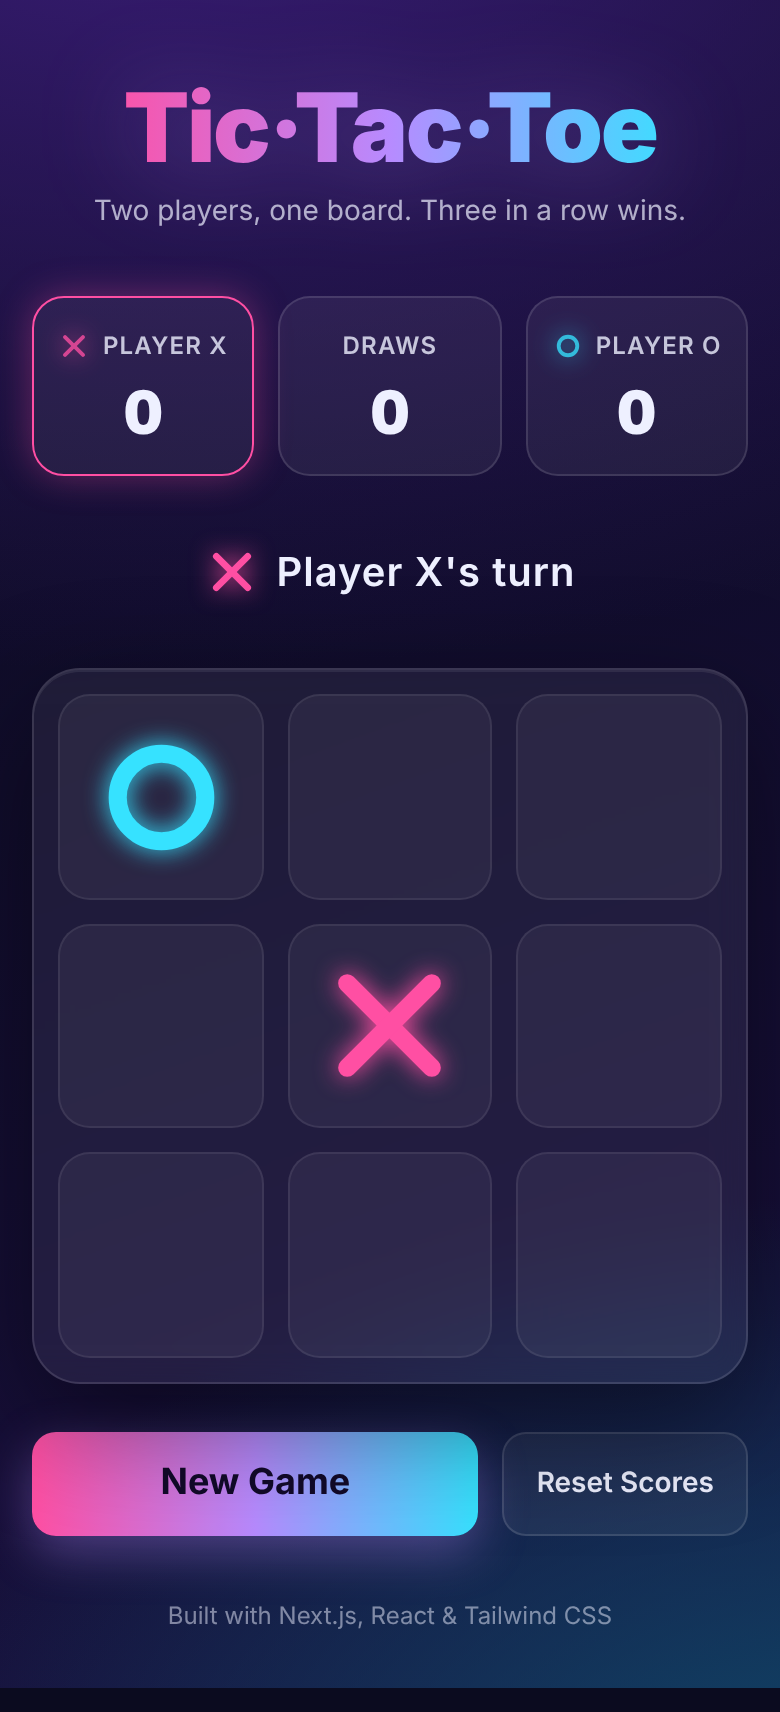 Tic·Tac·Toe
Two players, one board. Three in a row wins.
PLAYER X
0
DRAWS
0
PLAYER O
0
Player X's turn
New Game
Reset Scores
Built with Next.js, React & Tailwind CSS